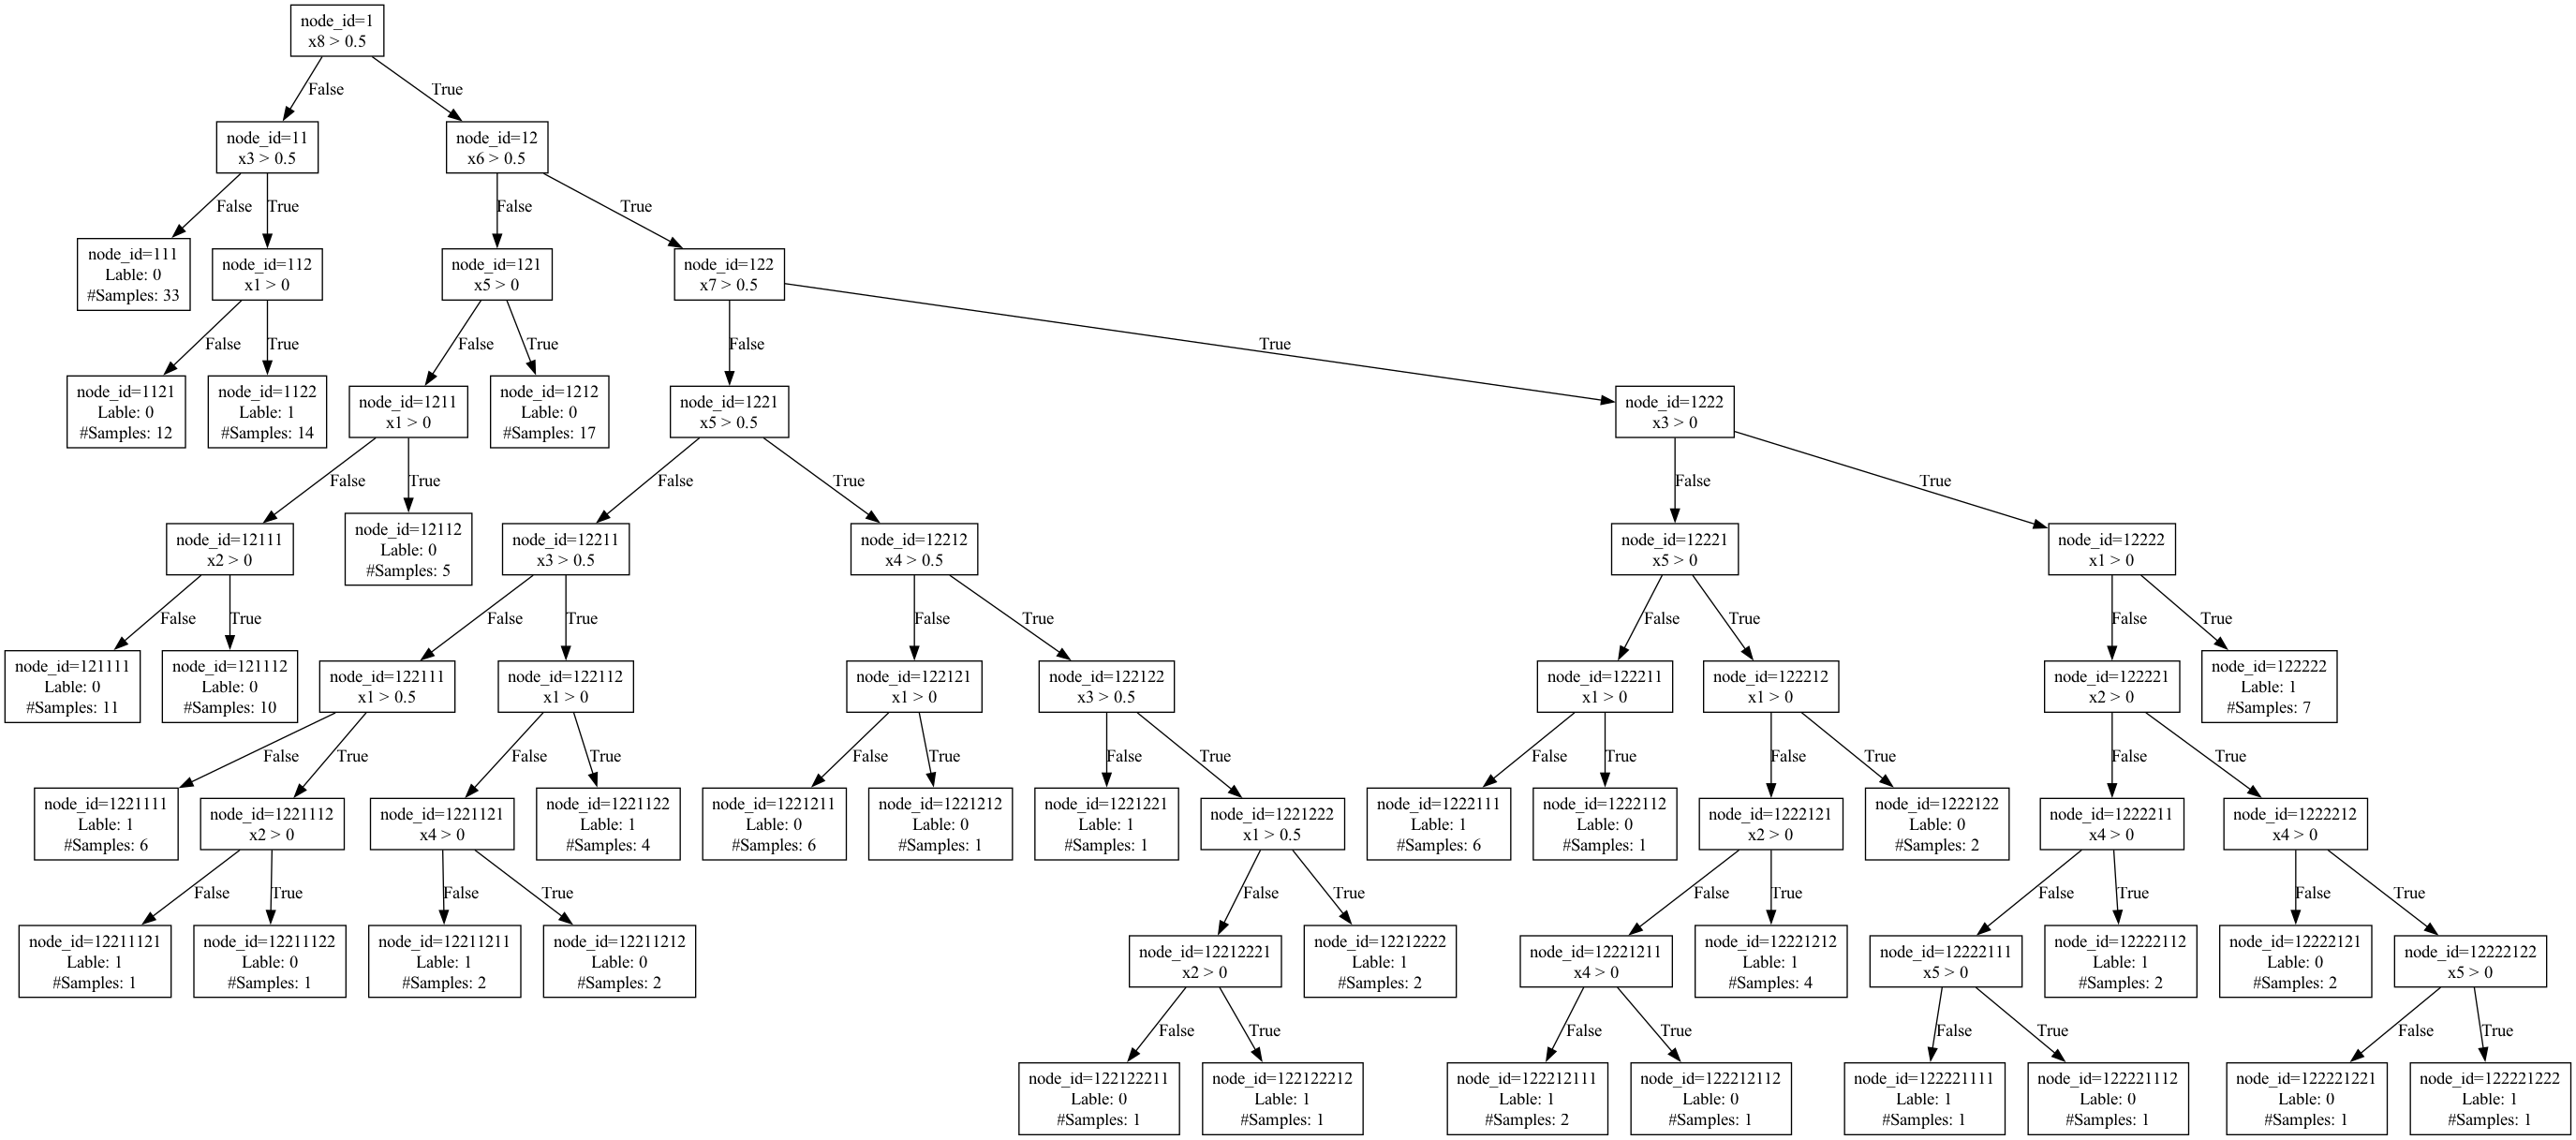 node_id=1
x8 > 0.5
False
True
node_id=11
x3 > 0.5
node_id=12
x6 > 0.5
False
True
False
True
node_id=111
Lable: 0
#Samples: 33
node_id=112
x1 > 0
node_id=121
x5 > 0
node_id=122
x7 > 0.5
False
True
False
True
False
True
node_id=1121
Lable: 0
#Samples: 12
node_id=1122
Lable: 1
#Samples: 14
node_id=1211
x1 > 0
node_id=1212
Lable: 0
#Samples: 17
node_id=1221
x5 > 0.5
node_id=1222
x3 > 0
False
True
False
True
False
True
node_id=12111
x2 > 0
node_id=12112
Lable: 0
#Samples: 5
node_id=12211
x3 > 0.5
node_id=12212
x4 > 0.5
node_id=12221
x5 > 0
node_id=12222
x1 > 0
False
True
False
True
False
True
False
True
False
True
node_id=121111
Lable: 0
#Samples: 11
node_id=121112
Lable: 0
#Samples: 10
node_id=122111
x1 > 0.5
node_id=122112
x1 > 0
node_id=122121
x1 > 0
node_id=122122
x3 > 0.5
node_id=122211
x1 > 0
node_id=122212
x1 > 0
node_id=122221
x2 > 0
node_id=122222
Lable: 1
#Samples: 7
False
True
False
True
False
True
False
True
False
True
False
True
False
True
node_id=1221111
Lable: 1
#Samples: 6
node_id=1221112
x2 > 0
node_id=1221121
x4 > 0
node_id=1221122
Lable: 1
#Samples: 4
node_id=1221211
Lable: 0
#Samples: 6
node_id=1221212
Lable: 0
#Samples: 1
node_id=1221221
Lable: 1
#Samples: 1
node_id=1221222
x1 > 0.5
node_id=1222111
Lable: 1
#Samples: 6
node_id=1222112
Lable: 0
#Samples: 1
node_id=1222121
x2 > 0
node_id=1222122
Lable: 0
#Samples: 2
node_id=1222211
x4 > 0
node_id=1222212
x4 > 0
False
True
False
True
False
True
False
True
False
True
False
True
node_id=12211121
Lable: 1
#Samples: 1
node_id=12211122
Lable: 0
#Samples: 1
node_id=12211211
Lable: 1
#Samples: 2
node_id=12211212
Lable: 0
#Samples: 2
node_id=12212221
x2 > 0
node_id=12212222
Lable: 1
#Samples: 2
node_id=12221211
x4 > 0
node_id=12221212
Lable: 1
#Samples: 4
node_id=12222111
x5 > 0
node_id=12222112
Lable: 1
#Samples: 2
node_id=12222121
Lable: 0
#Samples: 2
node_id=12222122
x5 > 0
False
True
False
True
False
True
False
True
node_id=122122211
Lable: 0
#Samples: 1
node_id=122122212
Lable: 1
#Samples: 1
node_id=122212111
Lable: 1
#Samples: 2
node_id=122212112
Lable: 0
#Samples: 1
node_id=122221111
Lable: 1
#Samples: 1
node_id=122221112
Lable: 0
#Samples: 1
node_id=122221221
Lable: 0
#Samples: 1
node_id=122221222
Lable: 1
#Samples: 1